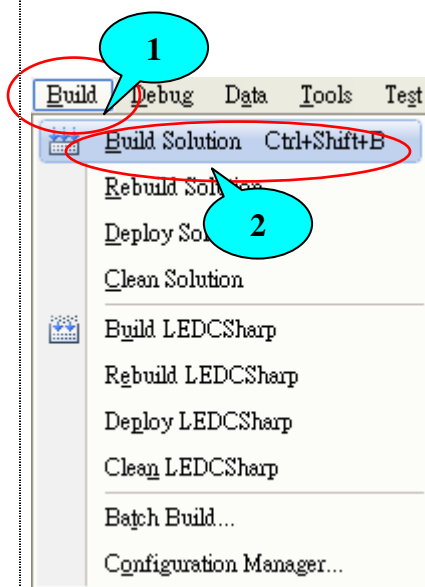 1
Build Debug Data Tools Test
Build Solution Ctrl+Shift+B
Rebuild Solution
2
Deploy Sol
Clean Solution
Build LEDCSharp
Rebuild LEDCSharp
Deploy LEDCSharp
Clean LEDCSharp
Batch Build...
Configuration Manager...